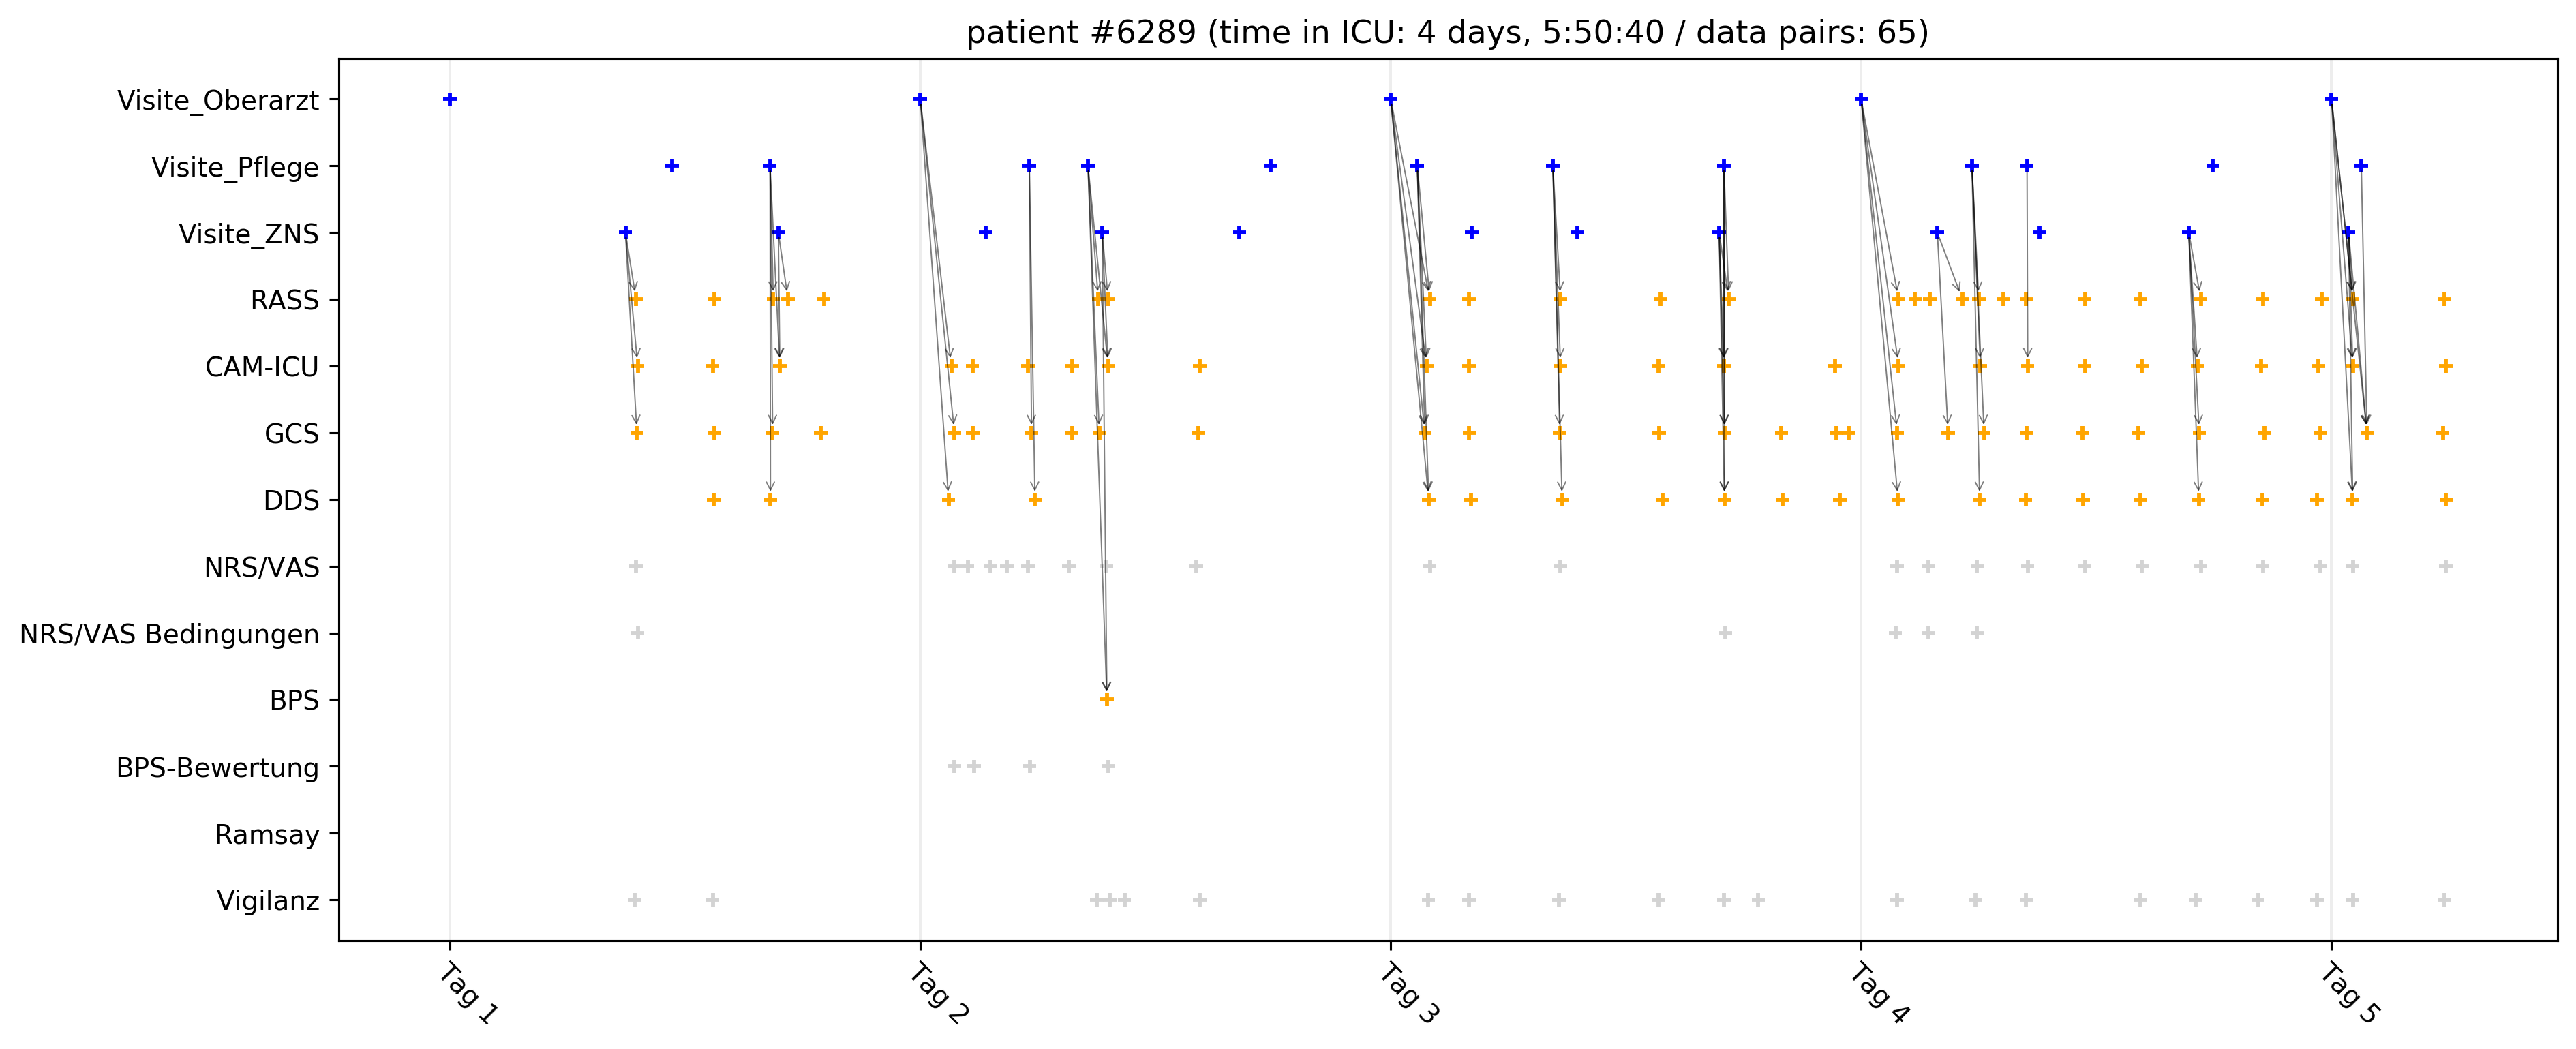 patient #6289 (time in ICU: 4 days, 5:50:40 / data pairs: 65)
Visite_Oberarzt
Visite_Pflege
Visite_ZNS
RASS
CAM-ICU
GCS
DDS
NRS/VAS
NRS/VAS Bedingungen
BPS
BPS-Bewertung
Ramsay
Vigilanz
Tag 1
Tag 2
Tag 3
Tag 4
Tag 5